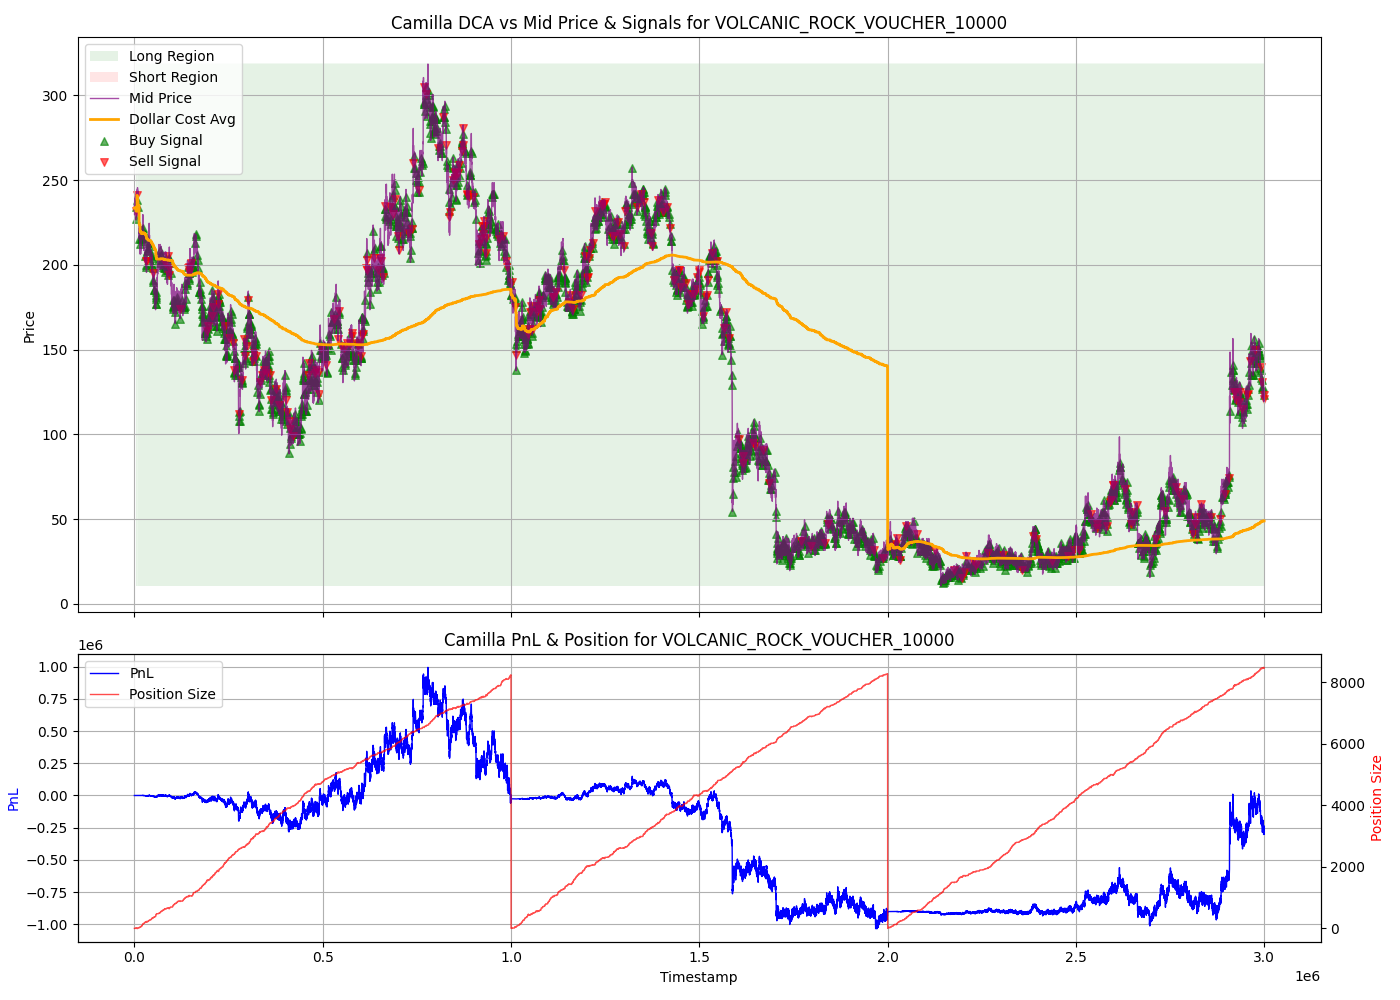 Camilla DCA vs Mid Price & Signals for VOLCANIC_ROCK_VOUCHER_10000
Long Region
Short Region
Mid Price
Dollar Cost Avg
Buy Signal
Sell Signal
300
250
200
150
100
50
0
Price
Camilla PnL & Position for VOLCANIC_ROCK_VOUCHER_10000
1e6
PnL
Position Size
1.00
0.75
0.50
0.25
0.00
−0.25
−0.50
−0.75
−1.00
PnL
8000
6000
4000
2000
0
Position Size
0.0 0.5 1.0 1.5 2.0 2.5 3.0
Timestamp
1e6